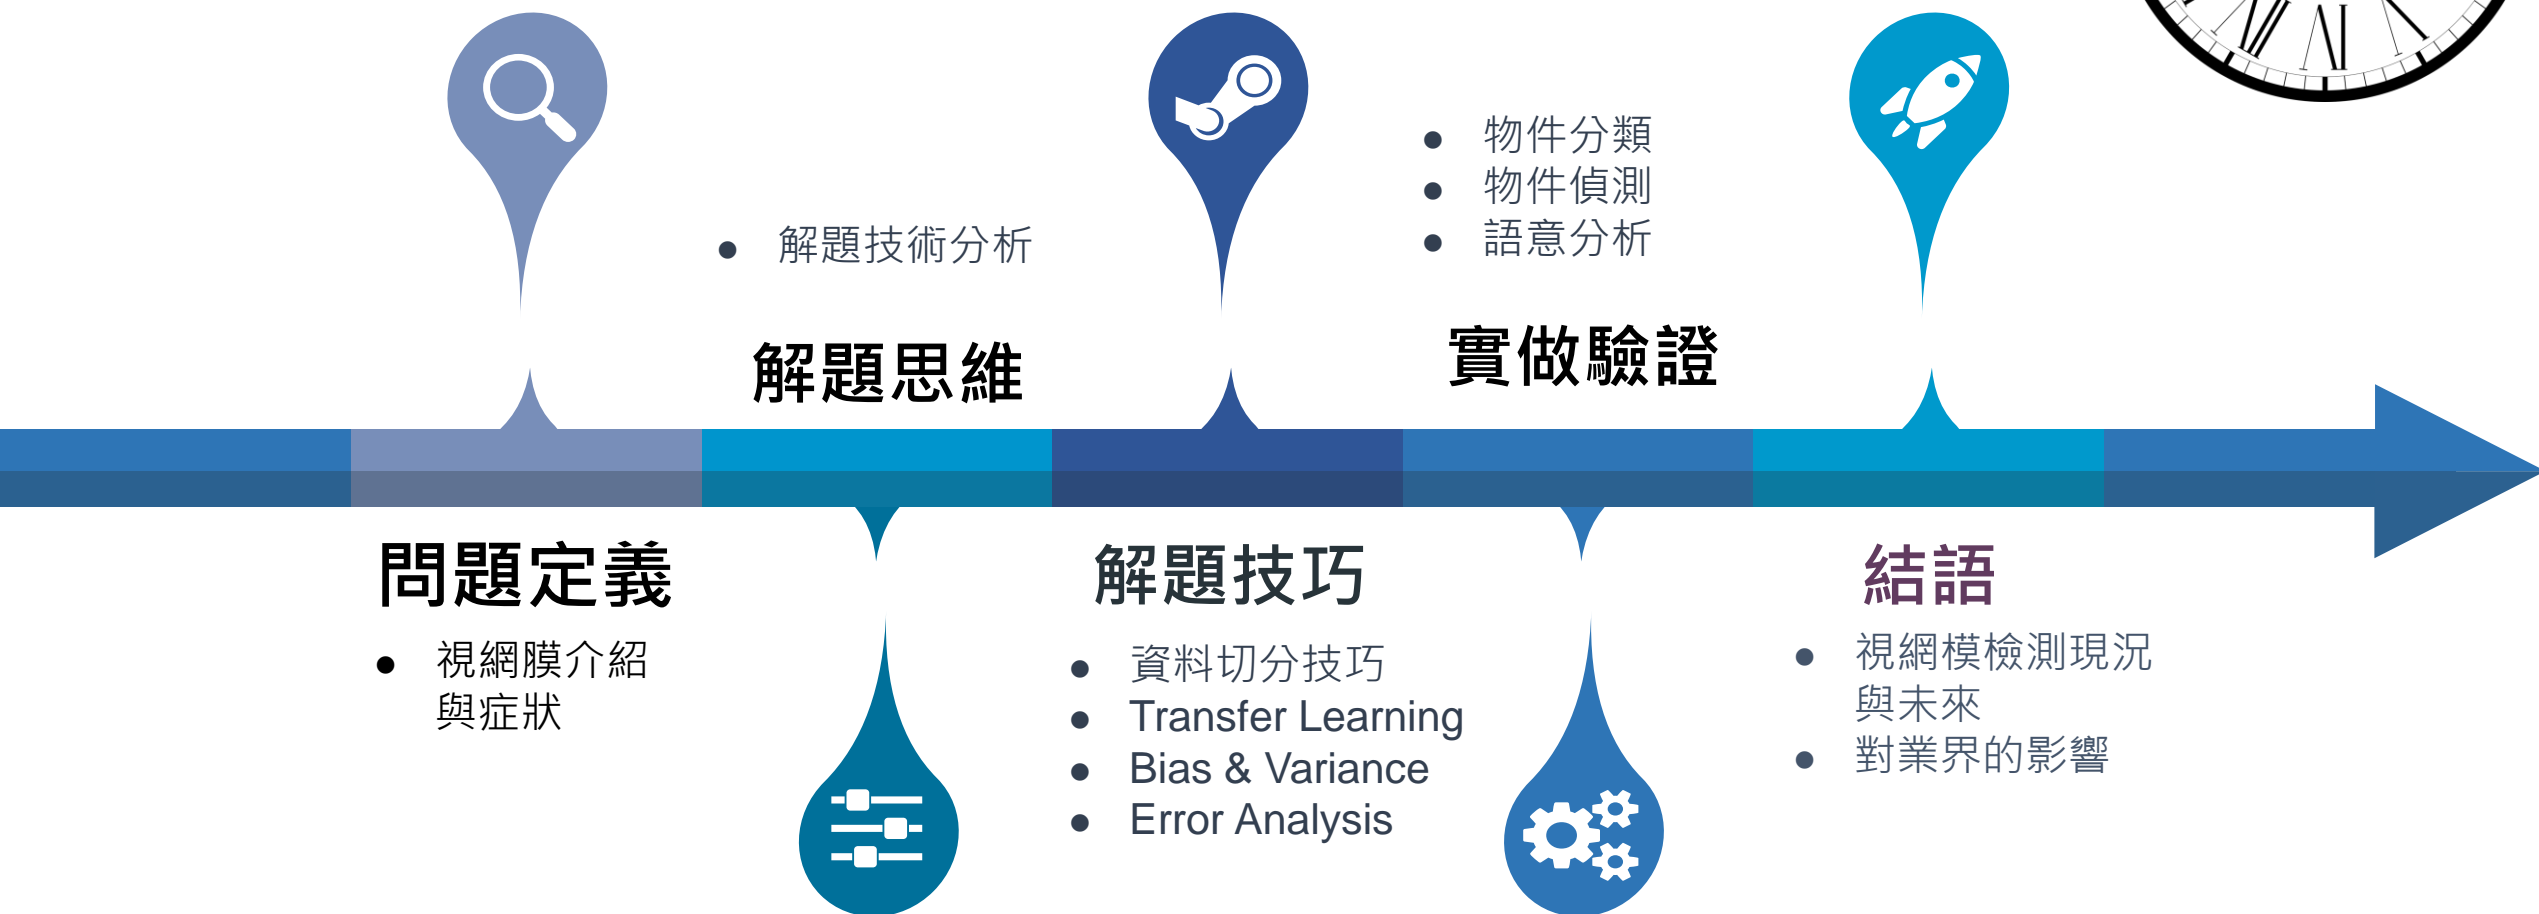 問題定義
視網膜介紹
與症狀
解題技術分析
解題思維
解題技巧
資料切分技巧
Transfer Learning
Bias & Variance
Error Analysis
物件分類
物件偵測
語意分析
實做驗證
結語
視網模檢測現況
與未來
對業界的影響